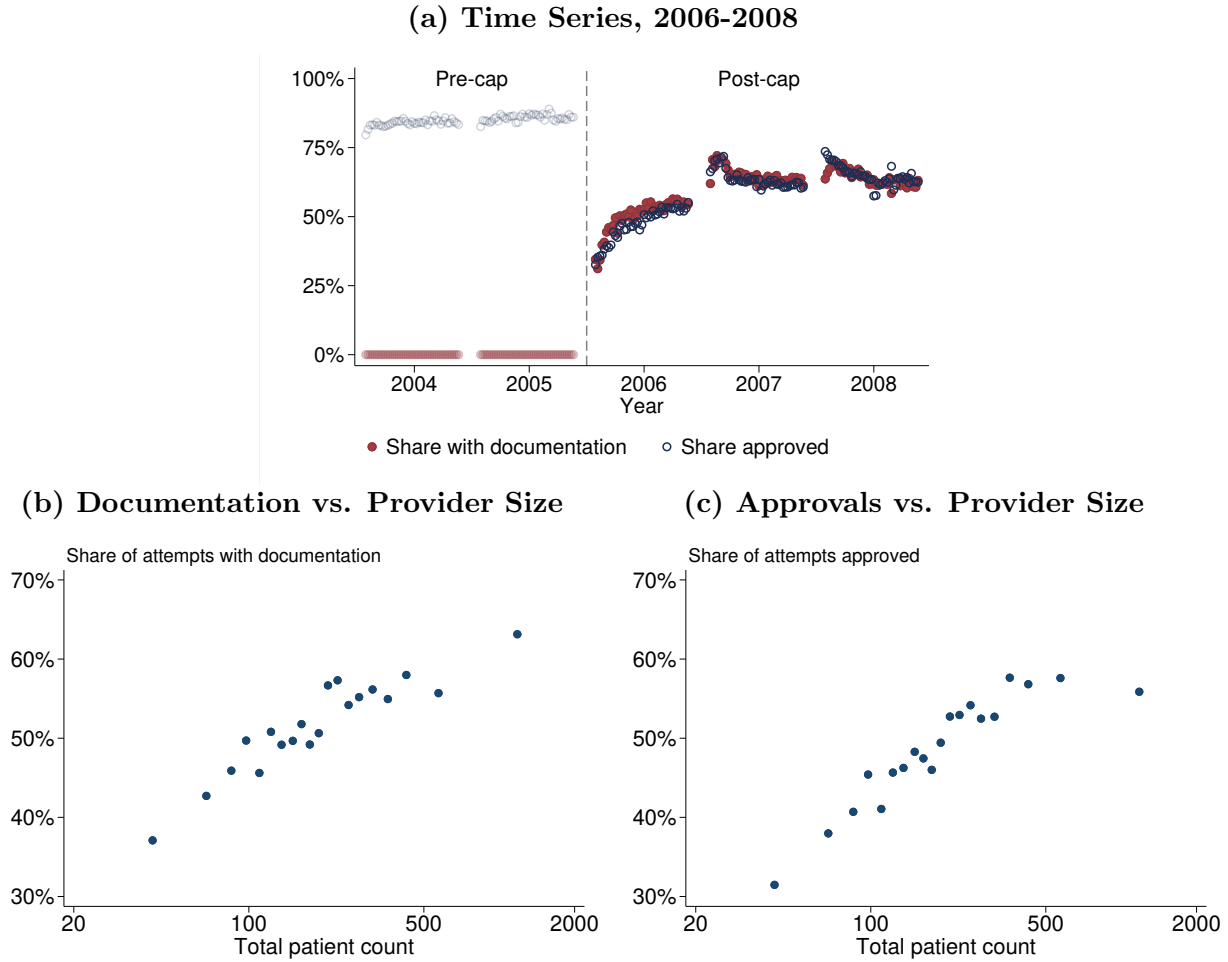 (a) Time Series, 2006-2008
Pre-cap Post-cap
100%
75%
50%
25%
0%
2004 2005 2006 2007 2008
Year
Share with documentation Share approved
(b) Documentation vs. Provider Size
Share of attempts with documentation
70%
60%
50%
40%
30%
20 100 500 2000
Total patient count
(c) Approvals vs. Provider Size
Share of attempts approved
70%
60%
50%
40%
30%
20 100 500 2000
Total patient count